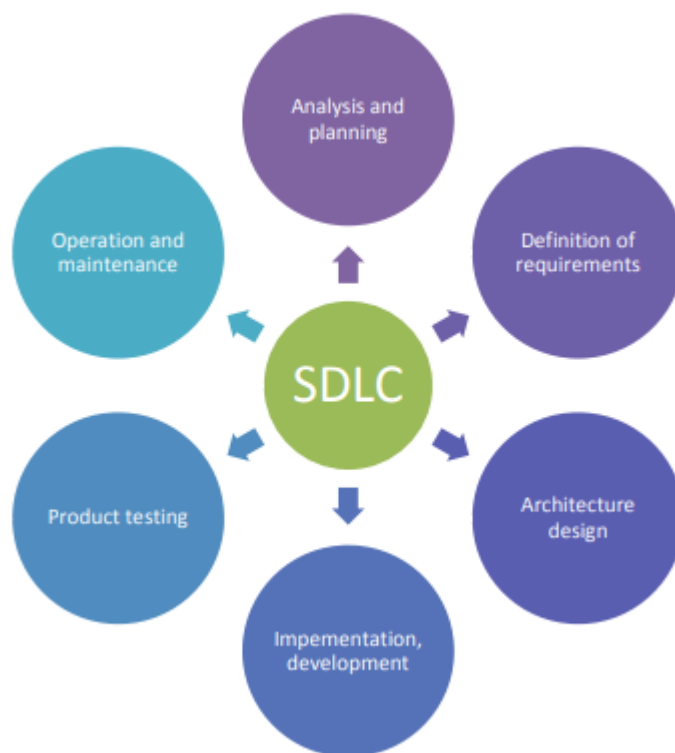 Analysis and
planning
Operation and
maintenance
Definition of
requirements
SDLC
Product testing
Architecture
design
Impementation,
development